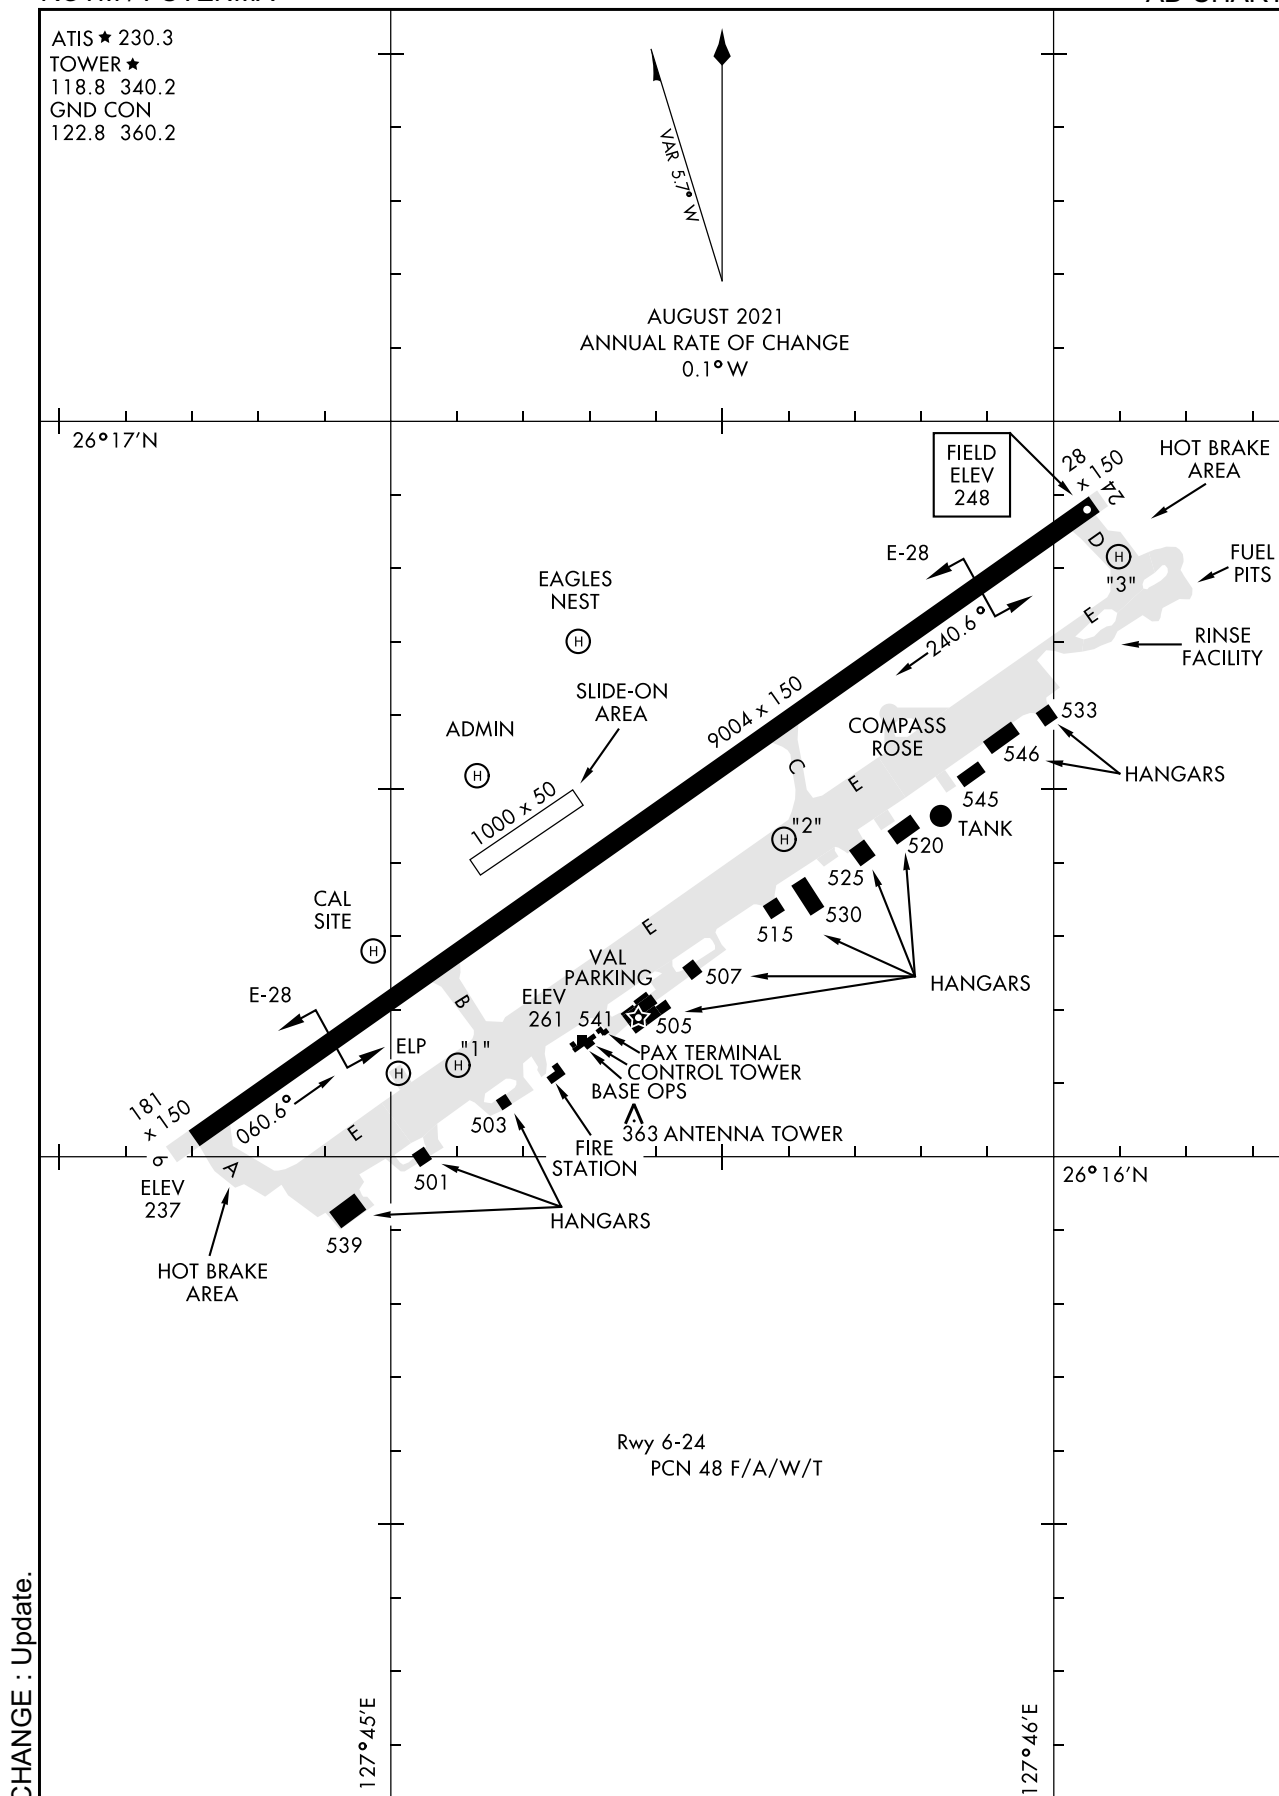 ATIS ★ 230.3
TOWER ★
118.8 340.2
GND CON
122.8 360.2
VAR 5.7° W
AUGUST 2021
ANNUAL RATE OF CHANGE
0.1° W
26°17'N
FIELD
ELEV
248
28
x 150
24
HOT BRAKE
AREA
E-28
D
H
"3"
FUEL
PITS
EAGLES
NEST
H
E
240.6°
RINSE
FACILITY
SLIDE-ON
AREA
9004 x 150
ADMIN
H
COMPASS
ROSE
533
546
HANGARS
C
E
545
1000 x 50
TANK
"2"
H
520
525
CAL
SITE
H
530
515
E
VAL
PARKING
507
HANGARS
E-28
B
ELEV
261
541
505
ELP
H
"1"
H
PAX TERMINAL
CONTROL TOWER
BASE OPS
181
x 150
060.6°
503
363 ANTENNA TOWER
E
FIRE
STATION
6
A
26°16'N
ELEV
237
501
HANGARS
539
HOT BRAKE
AREA
Rwy 6-24
PCN 48 F/A/W/T
CHANGE : Update.
127°45'E
127°46'E